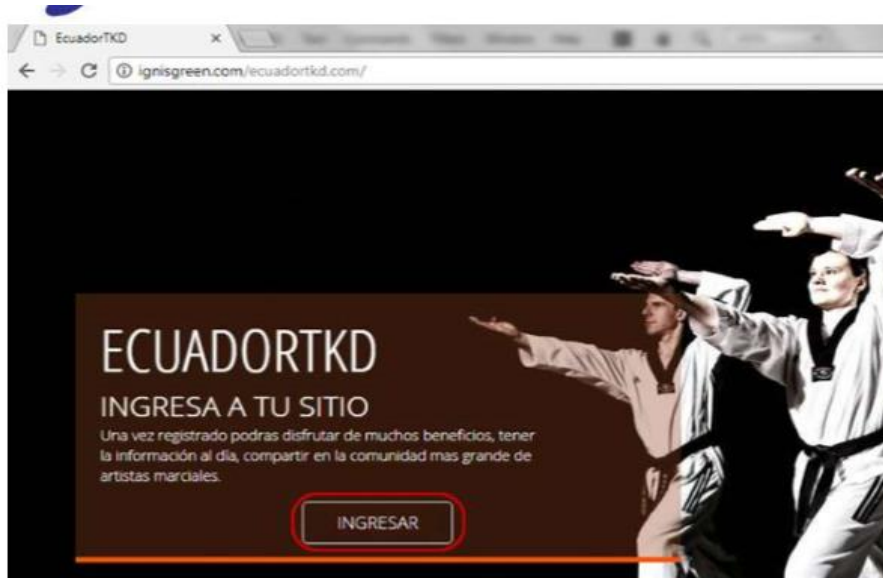 EcuadorTKD
ignisgreen.com/ecuadortkd.com/
ECUADORTKD
INGRESA A TU SITIO
Una vez registrado podras disfrutar de muchos beneficios, tener
la información al día, compartir en la comunidad mas grande de
artistas marciales.
INGRESAR